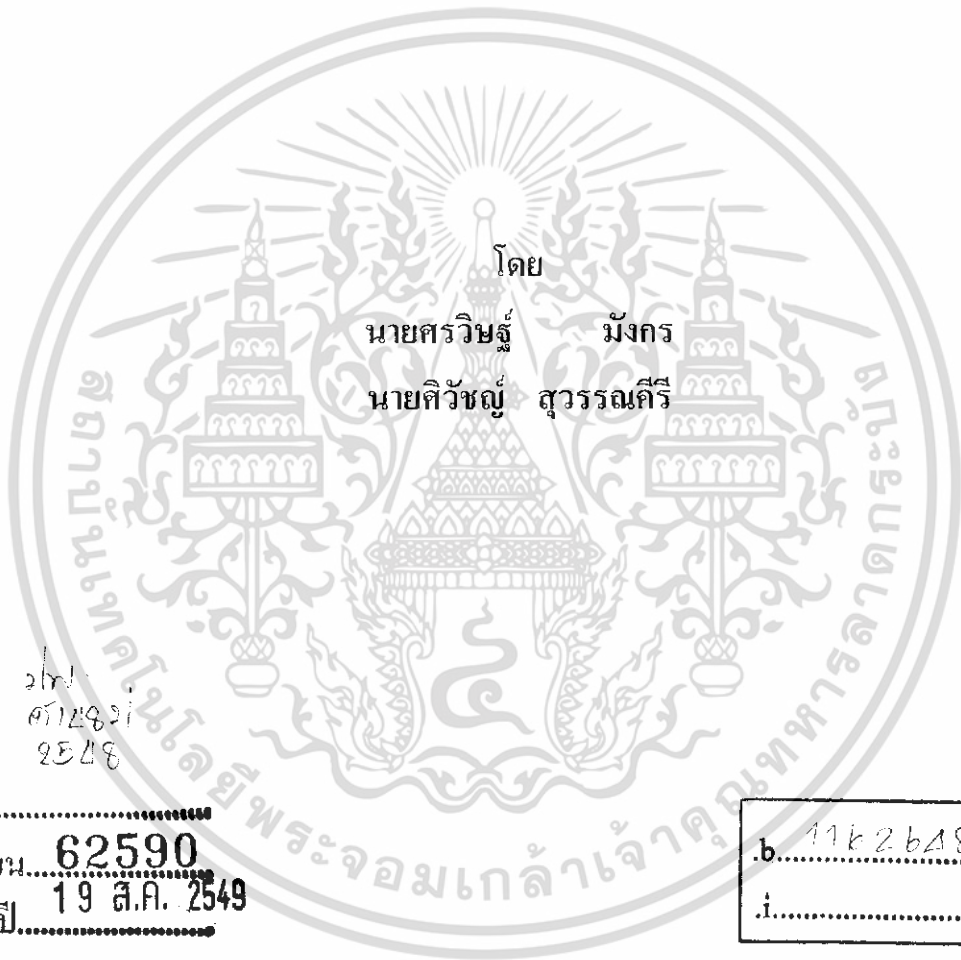 โดย
นายศรวิษฐ์ มังกร
นายศิวัชญ์ สุวรรณคีรี
สถาบันเทคโนโลยีพระจอมเกล้าเจ้าคุณทหารลาดกระบัง
2548
62590
19 ส.ค. 2549
ปี
.b.
.i.